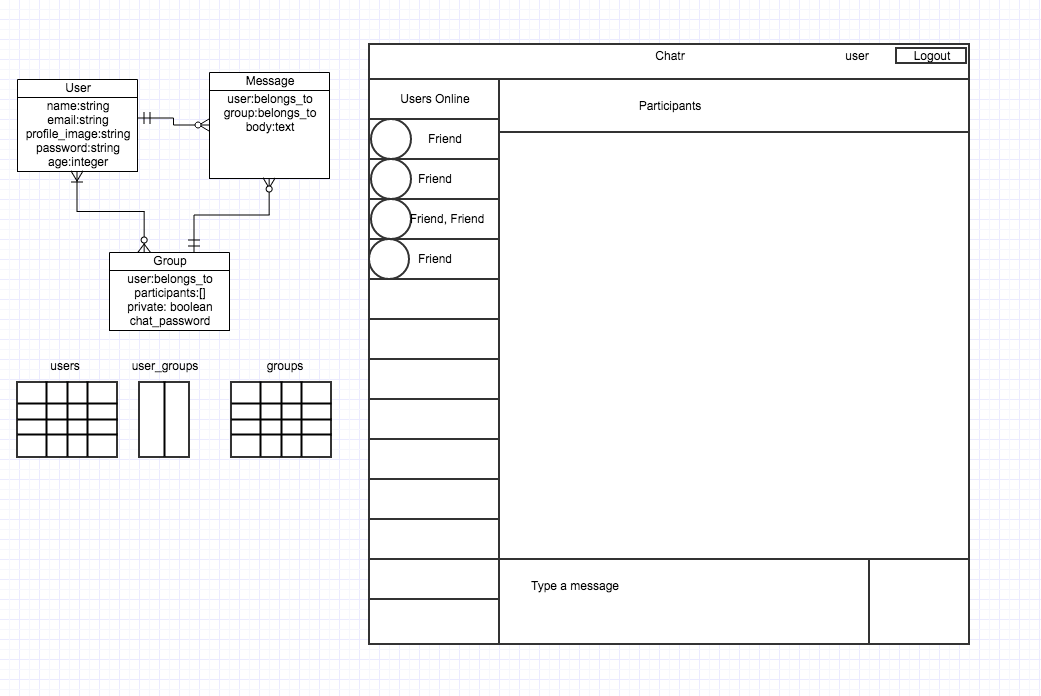 User
name:string
email:string
profile_image:string
password:string
age:integer
Message
user:belongs_to
group:belongs_to
body:text
Group
user:belongs_to
participants:[]
private: boolean
chat_password
users
user_groups
groups
Chatr
user
Logout
Users Online
Participants
Friend
Friend
Friend, Friend
Friend
Type a message